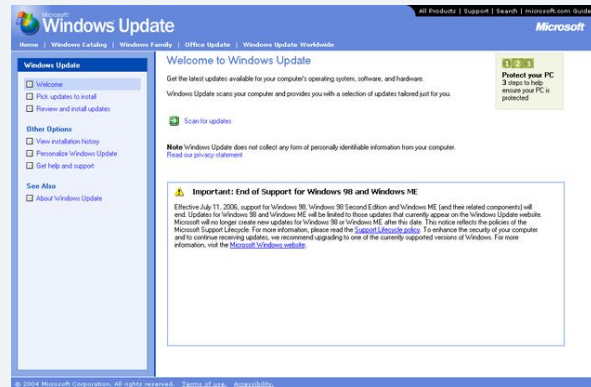 All Products | Support | Search | microsoft.com Guide
Microsoft
Windows Update
Microsoft
Home | Windows Catalog | Windows Family | Office Update | Windows Update Worldwide
Windows Update
Welcome
Pick updates to install
Review and install updates
Other Options
View installation history
Personalize Windows Update
Get help and support
See Also
About Windows Update
Welcome to Windows Update
Get the latest updates available for your computer's operating system, software, and hardware.
Windows Update scans your computer and provides you with a selection of updates tailored just for you.
Scan for updates
Note Windows Update does not collect any form of personally identifiable information from your computer.
Read our privacy statement
1 2 3
Protect your PC
3 steps to help
ensure your PC is
protected
Important: End of Support for Windows 98 and Windows ME
Effective July 11, 2006, support for Windows 98, Windows 98 Second Edition and Windows ME (and their related components) will
end. Updates for Windows 98 and Windows ME will be limited to those updates that currently appear on the Windows Update website.
Microsoft will no longer create new updates for Windows 98 or Windows ME after this date. This notice reflects the policies of the
Microsoft Support Lifecycle. For more information, please read the Support Lifecycle policy. To enhance the security of your computer
and to continue receiving updates, we recommend upgrading to one of the currently supported versions of Windows. For more
information, visit the Microsoft Windows website.
© 2004 Microsoft Corporation. All rights reserved. Terms of use. Accessibility.